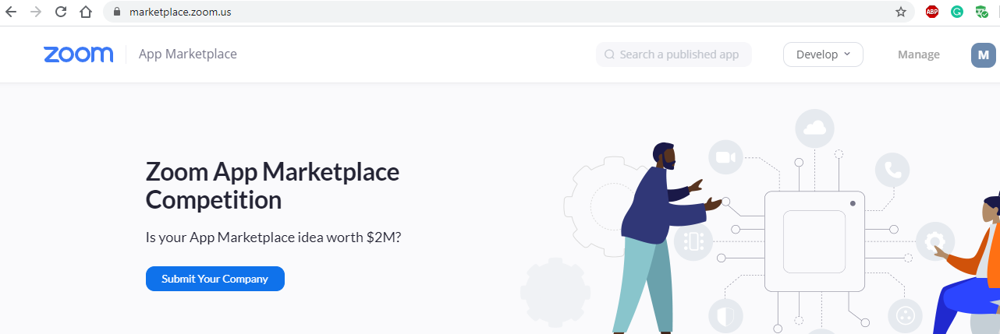 marketplace.zoom.us
ABP
zoom App Marketplace Search a published app Develop Manage M
Zoom App Marketplace
Competition
Is your App Marketplace idea worth $2M?
Submit Your Company